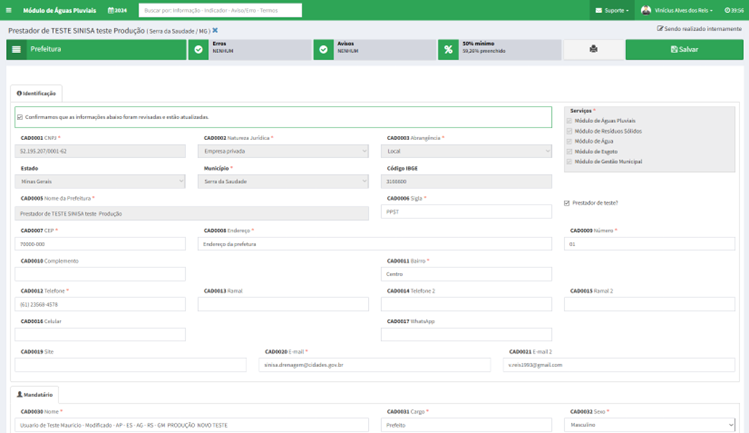 Módulo de Águas Pluviais 2024 Buscar por: Informação - Indicador - Aviso/Erro - Termos Suporte Vinícius Alves dos Reis 09:56
Prestador de TESTE SINISA teste Produção ( Serra da Saudade / MG ) Sendo realizado internamente
Prefeitura
Erros
NENHUM
Avisos
NENHUM
50% mínimo
59,26% preenchido
Salvar
Identificação
Confirmamos que as informações abaixo foram revisadas e estão atualizadas.
Serviços *
Módulo de Águas Pluviais
Módulo de Resíduos Sólidos
Módulo de Água
Módulo de Esgoto
Módulo de Gestão Municipal
CAD0001 CNPJ * CAD0002 Natureza Jurídica * CAD0003 Abrangência *
52.195.207/0001-62 Empresa privada Local
Estado Município * Código IBGE
Minas Gerais Serra da Saudade 3166600
CAD0005 Nome da Prefeitura * CAD0006 Sigla *
Prestador de TESTE SINISA teste Produção PPST Prestador de teste?
CAD0007 CEP * CAD0008 Endereço * CAD0009 Número *
70000-000 Endereço da prefeitura 01
CAD0010 Complemento CAD0011 Bairro *
Centro
CAD0012 Telefone * CAD0013 Ramal CAD0014 Telefone 2 CAD0015 Ramal 2
(61) 23568-4578
CAD0016 Celular CAD0017 WhatsApp
CAD0019 Site CAD0020 E-mail * CAD0021 E-mail 2
sinisa.drenagem@cidades.gov.br v.reis1993@gmail.com
Mandatário
CAD0030 Nome * CAD0031 Cargo * CAD0032 Sexo *
Usuario de Teste Mauricio - Modificado - AP - ES - AG - RS - GM PRODUÇÃO NOVO TESTE Prefeito Masculino